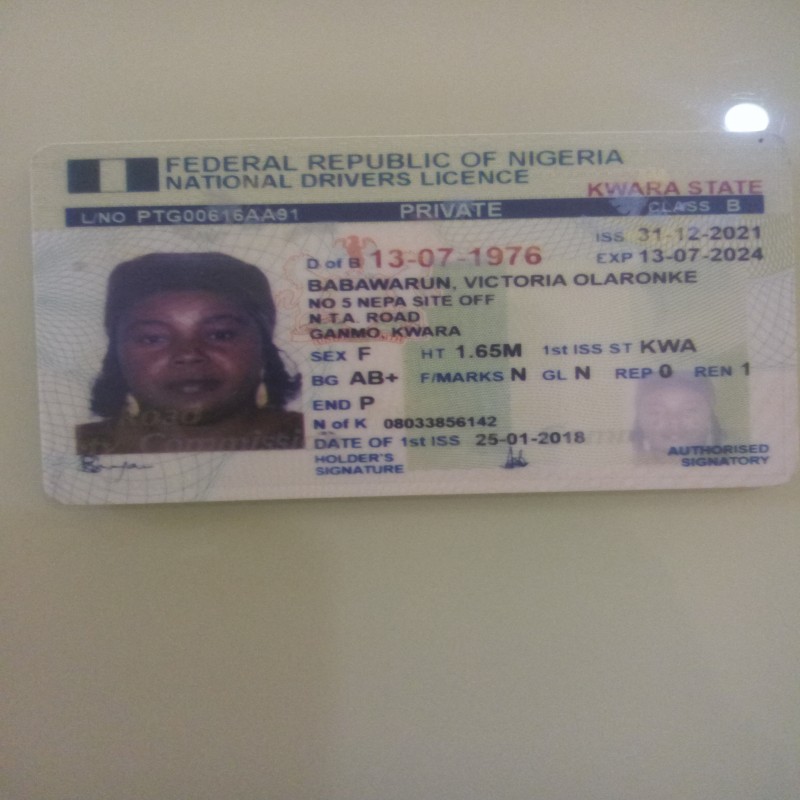 FEDERAL REPUBLIC OF NIGERIA
NATIONAL DRIVERS LICENCE
KWARA STATE
L/NO PTG00616AA91 PRIVATE CLASS B
ISS 31-12-2021
D of B 13-07-1976 EXP 13-07-2024
BABAWARUN, VICTORIA OLARONKE
NO 5 NEPA SITE OFF
N.T.A. ROAD
GANMO, KWARA
SEX F HT 1.65M 1st ISS ST KWA
BG AB+ F/MARKS N GL N REP 0 REN 1
END P
N of K 08033856142
DATE OF 1st ISS 25-01-2018
HOLDER'S SIGNATURE
AUTHORISED SIGNATORY
Road
Commissi